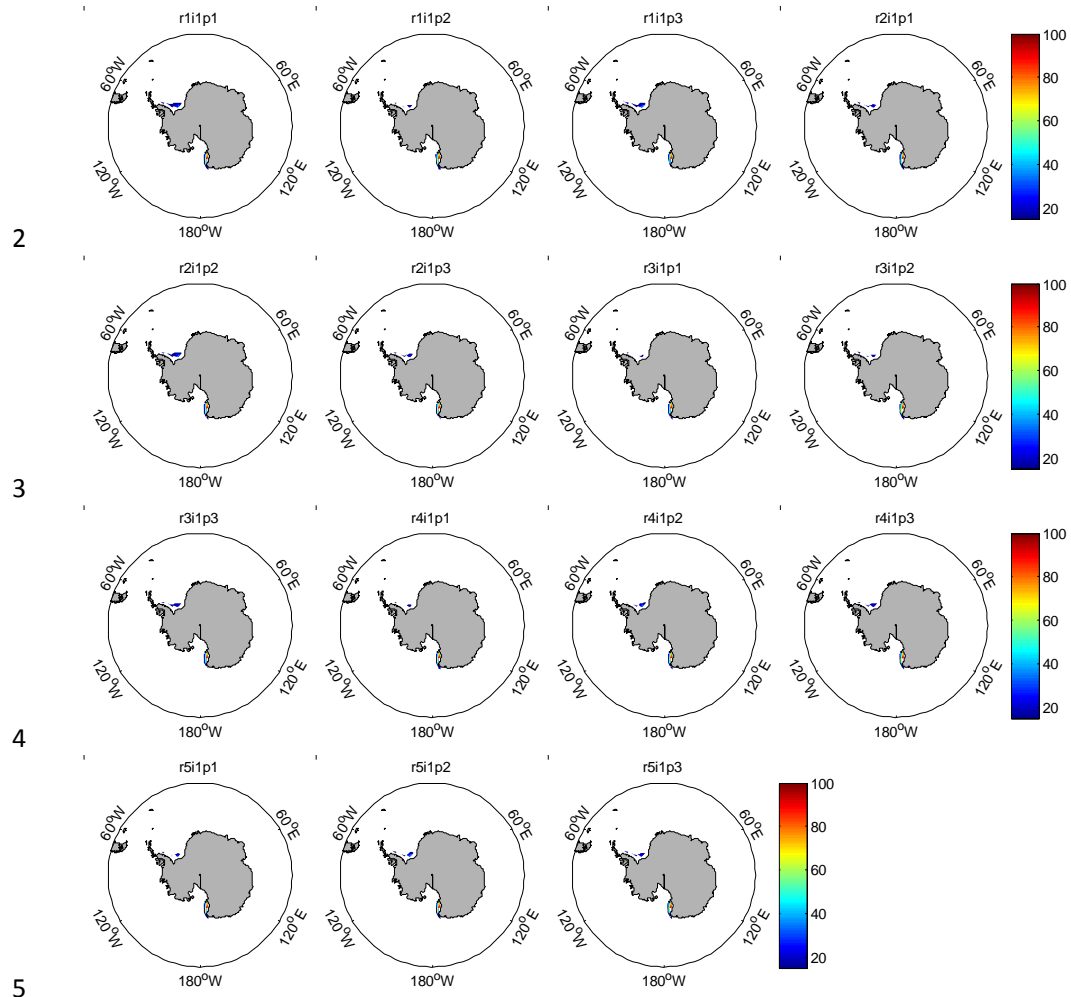 r1i1p1 r1i1p2 r1i1p3 r2i1p1
60°W 60°E 60°W 60°E 60°W 60°E 60°W 60°E 100
80
60
40
20
120°W 120°E 120°W 120°E 120°W 120°E 120°W 120°E
180°W 180°W 180°W 180°W
2
r2i1p2 r2i1p3 r3i1p1 r3i1p2
60°W 60°E 60°W 60°E 60°W 60°E 60°W 60°E 100
80
60
40
20
120°W 120°E 120°W 120°E 120°W 120°E 120°W 120°E
180°W 180°W 180°W 180°W
3
r3i1p3 r4i1p1 r4i1p2 r4i1p3
60°W 60°E 60°W 60°E 60°W 60°E 60°W 60°E 100
80
60
40
20
120°W 120°E 120°W 120°E 120°W 120°E 120°W 120°E
180°W 180°W 180°W 180°W
4
r5i1p1 r5i1p2 r5i1p3
60°W 60°E 60°W 60°E 60°W 60°E 100
80
60
40
20
120°W 120°E 120°W 120°E 120°W 120°E
180°W 180°W 180°W
5